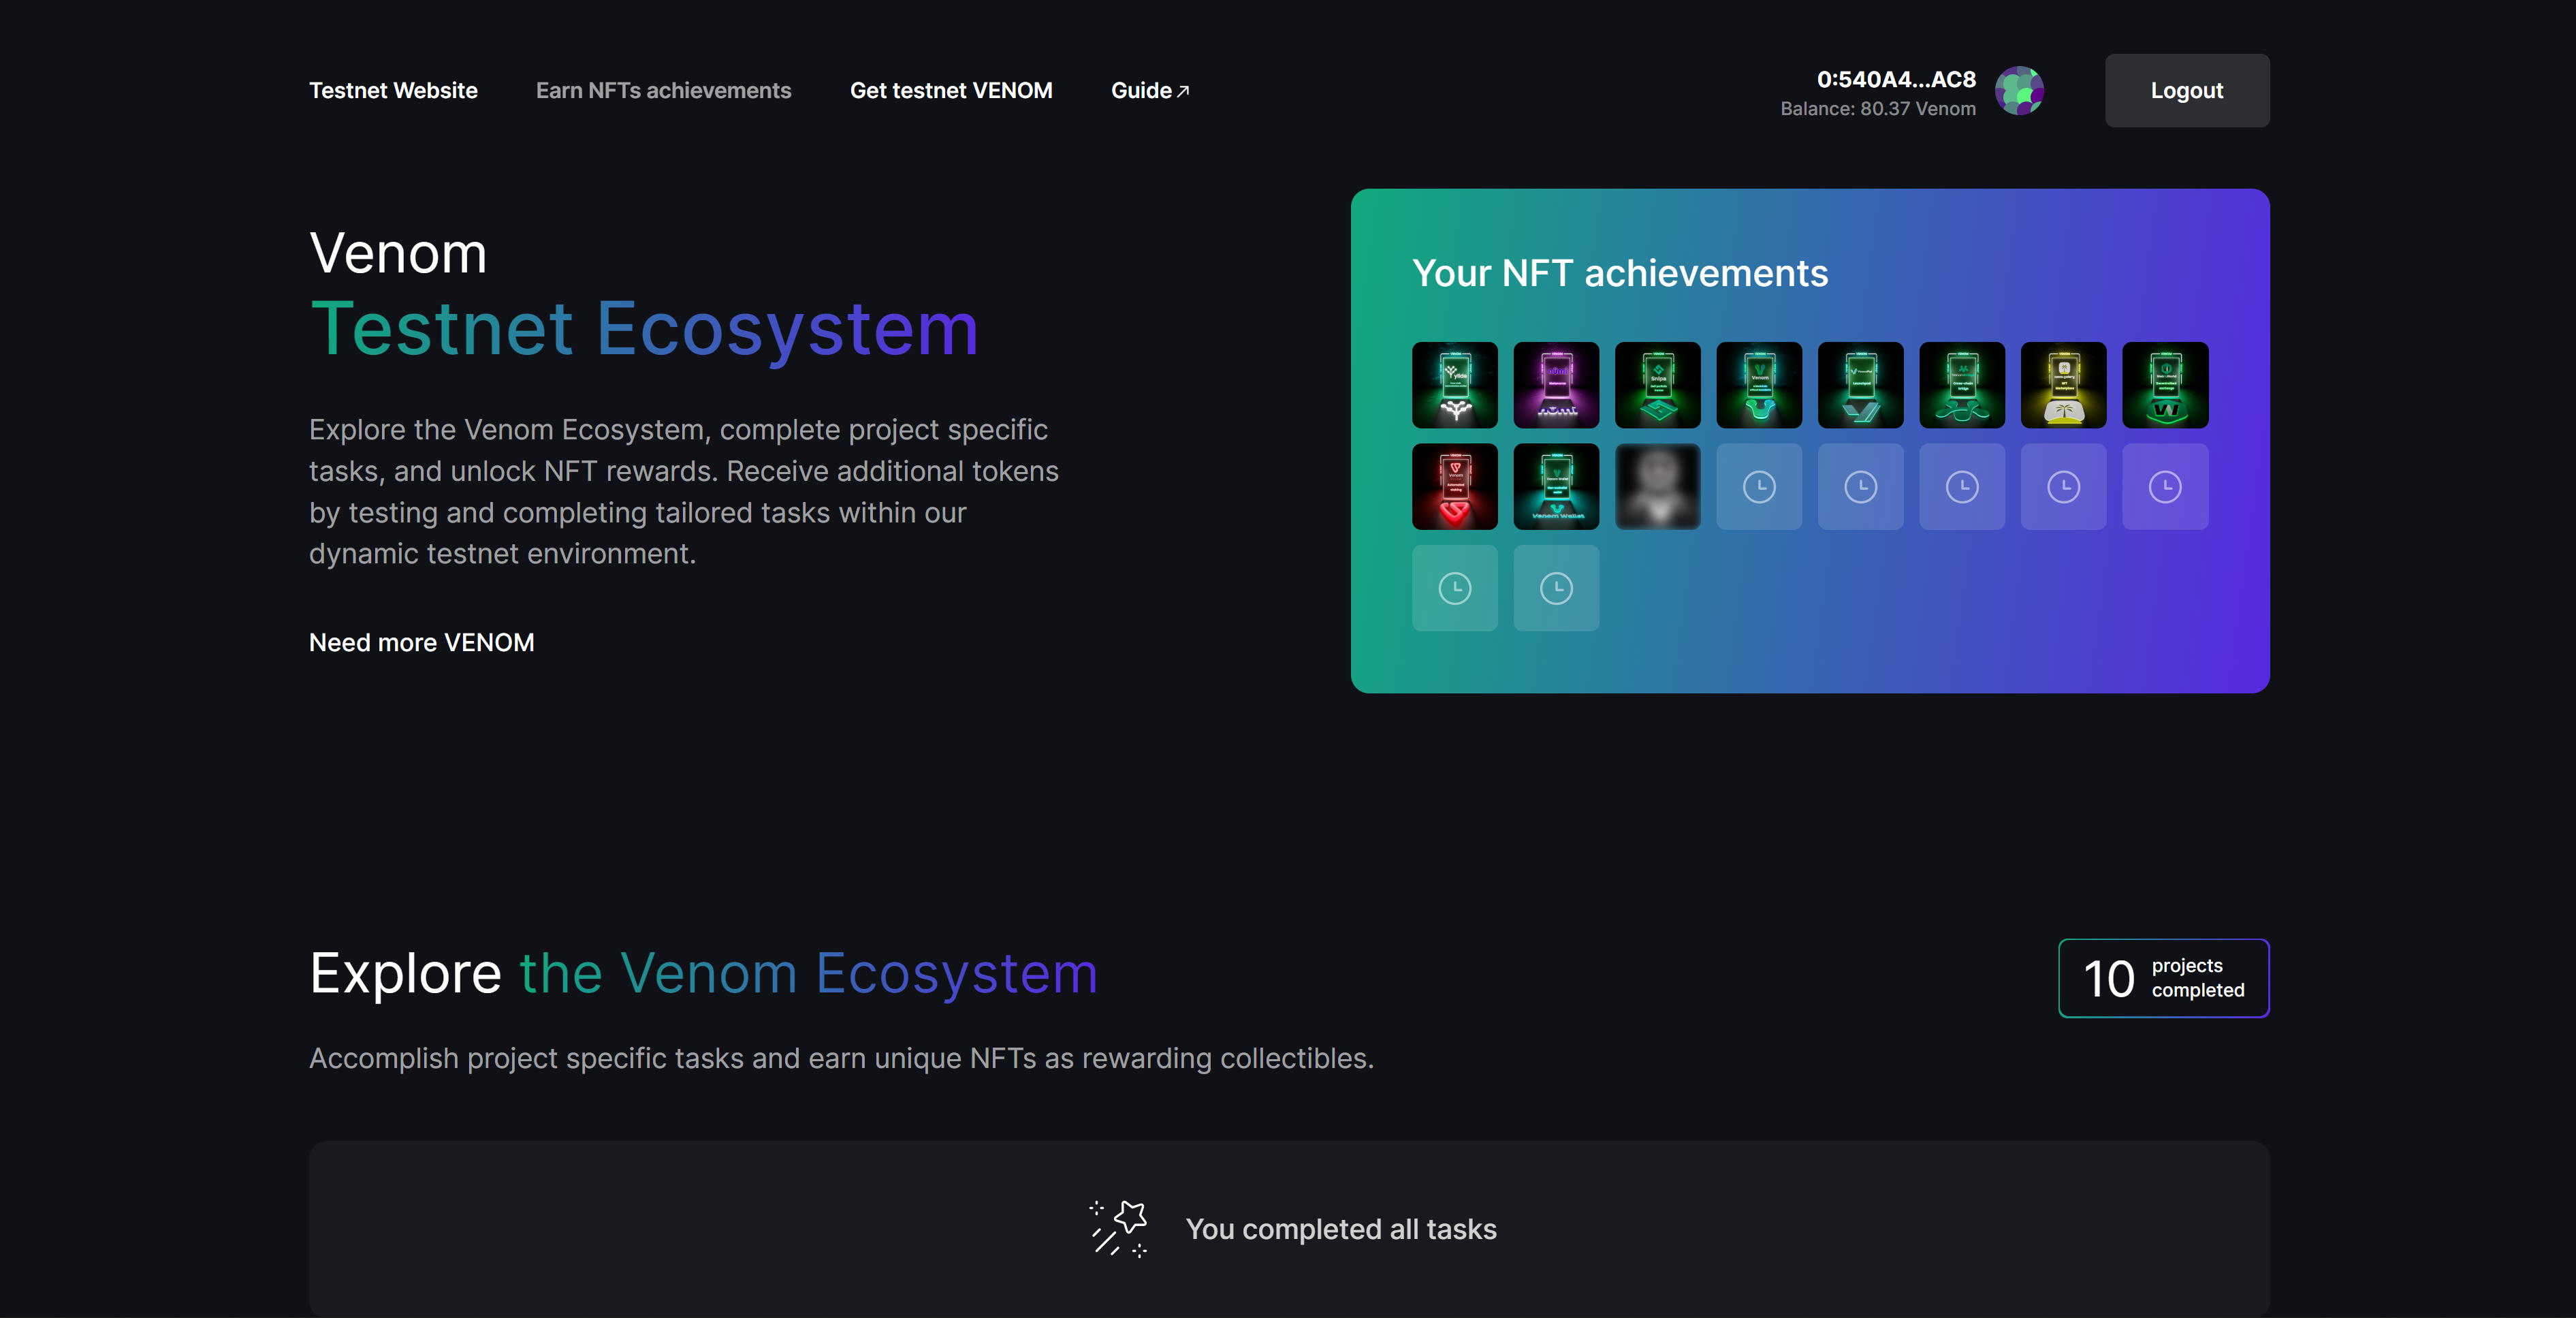 Testnet Website
Earn NFTs achievements
Get testnet VENOM
Guide
0:540A4...AC8
Balance: 80.37 Venom
Logout
Venom
Testnet Ecosystem
Explore the Venom Ecosystem, complete project specific
tasks, and unlock NFT rewards. Receive additional tokens
by testing and completing tailored tasks within our
dynamic testnet environment.
Need more VENOM
Your NFT achievements
Explore the Venom Ecosystem
10
projects
completed
Accomplish project specific tasks and earn unique NFTs as rewarding collectibles.
You completed all tasks